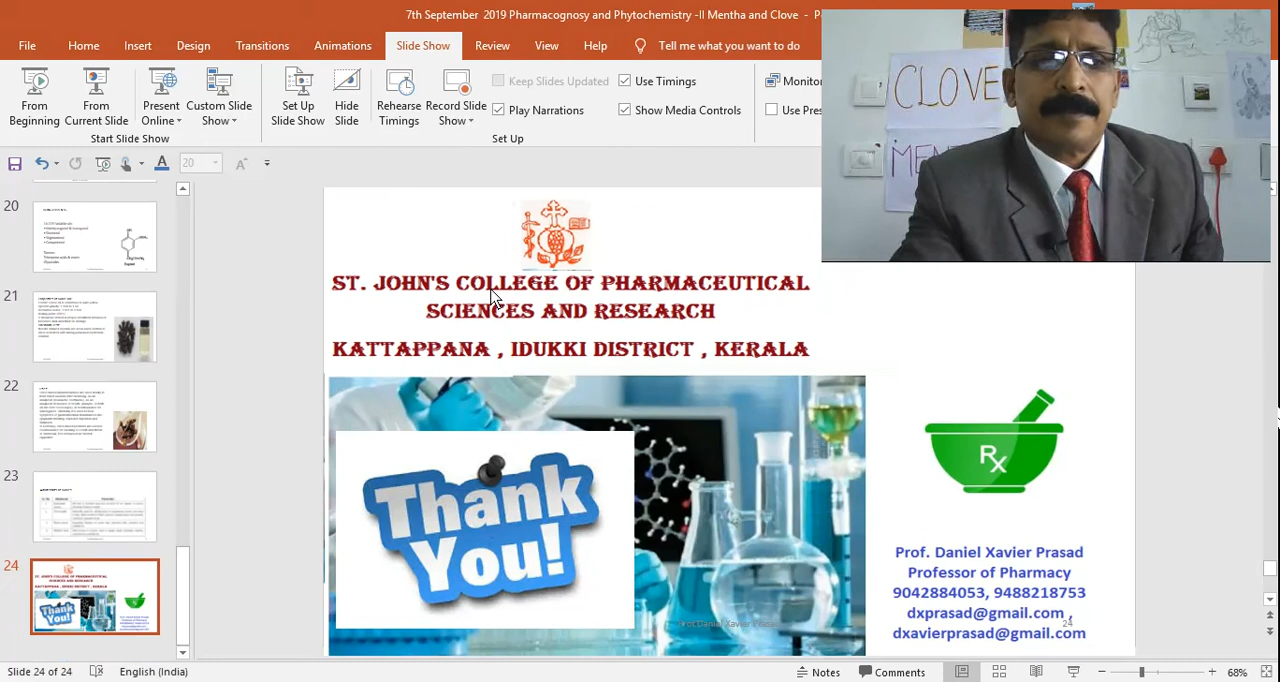 7th September 2019 Pharmacognosy and Phytochemistry -II Mentha and Clove - P
File Home Insert Design Transitions Animations Slide Show Review View Help Tell me what you want to do
From Beginning
From Current Slide
Present Online
Custom Slide Show
Start Slide Show
Set Up Slide Show
Hide Slide
Rehearse Timings
Record Slide Show
Keep Slides Updated
Play Narrations
Use Timings
Show Media Controls
Set Up
Monitor
Use Pres
CLOVE
MEN
20
20
21
22
23
24
ST. JOHN'S COLLEGE OF PHARMACEUTICAL
SCIENCES AND RESEARCH
KATTAPPANA , IDUKKI DISTRICT , KERALA
Thank
You!
Rx
Prof. Daniel Xavier Prasad
Professor of Pharmacy
9042884053, 9488218753
dxprasad@gmail.com ,
dxavierprasad@gmail.com
24
Slide 24 of 24
English (India)
Notes
Comments
68%